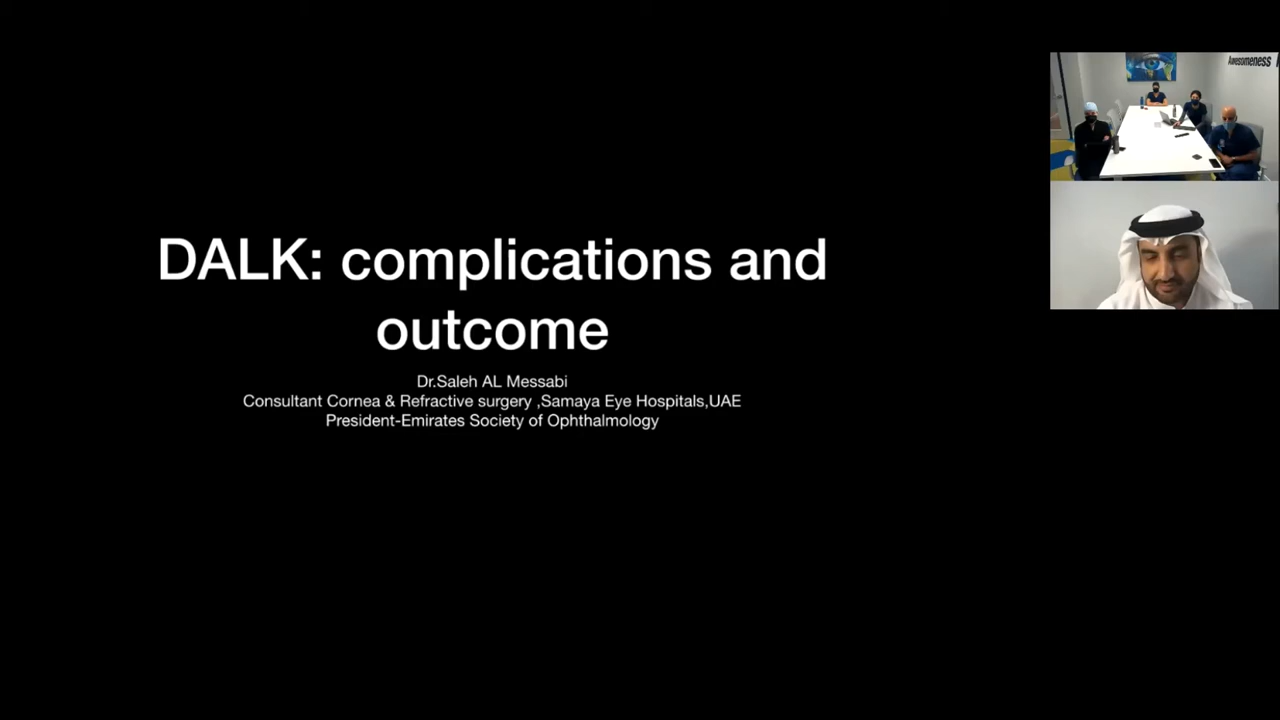 Awesomeness
DALK: complications and
outcome
Dr.Saleh AL Messabi
Consultant Cornea & Refractive surgery ,Samaya Eye Hospitals,UAE
President-Emirates Society of Ophthalmology